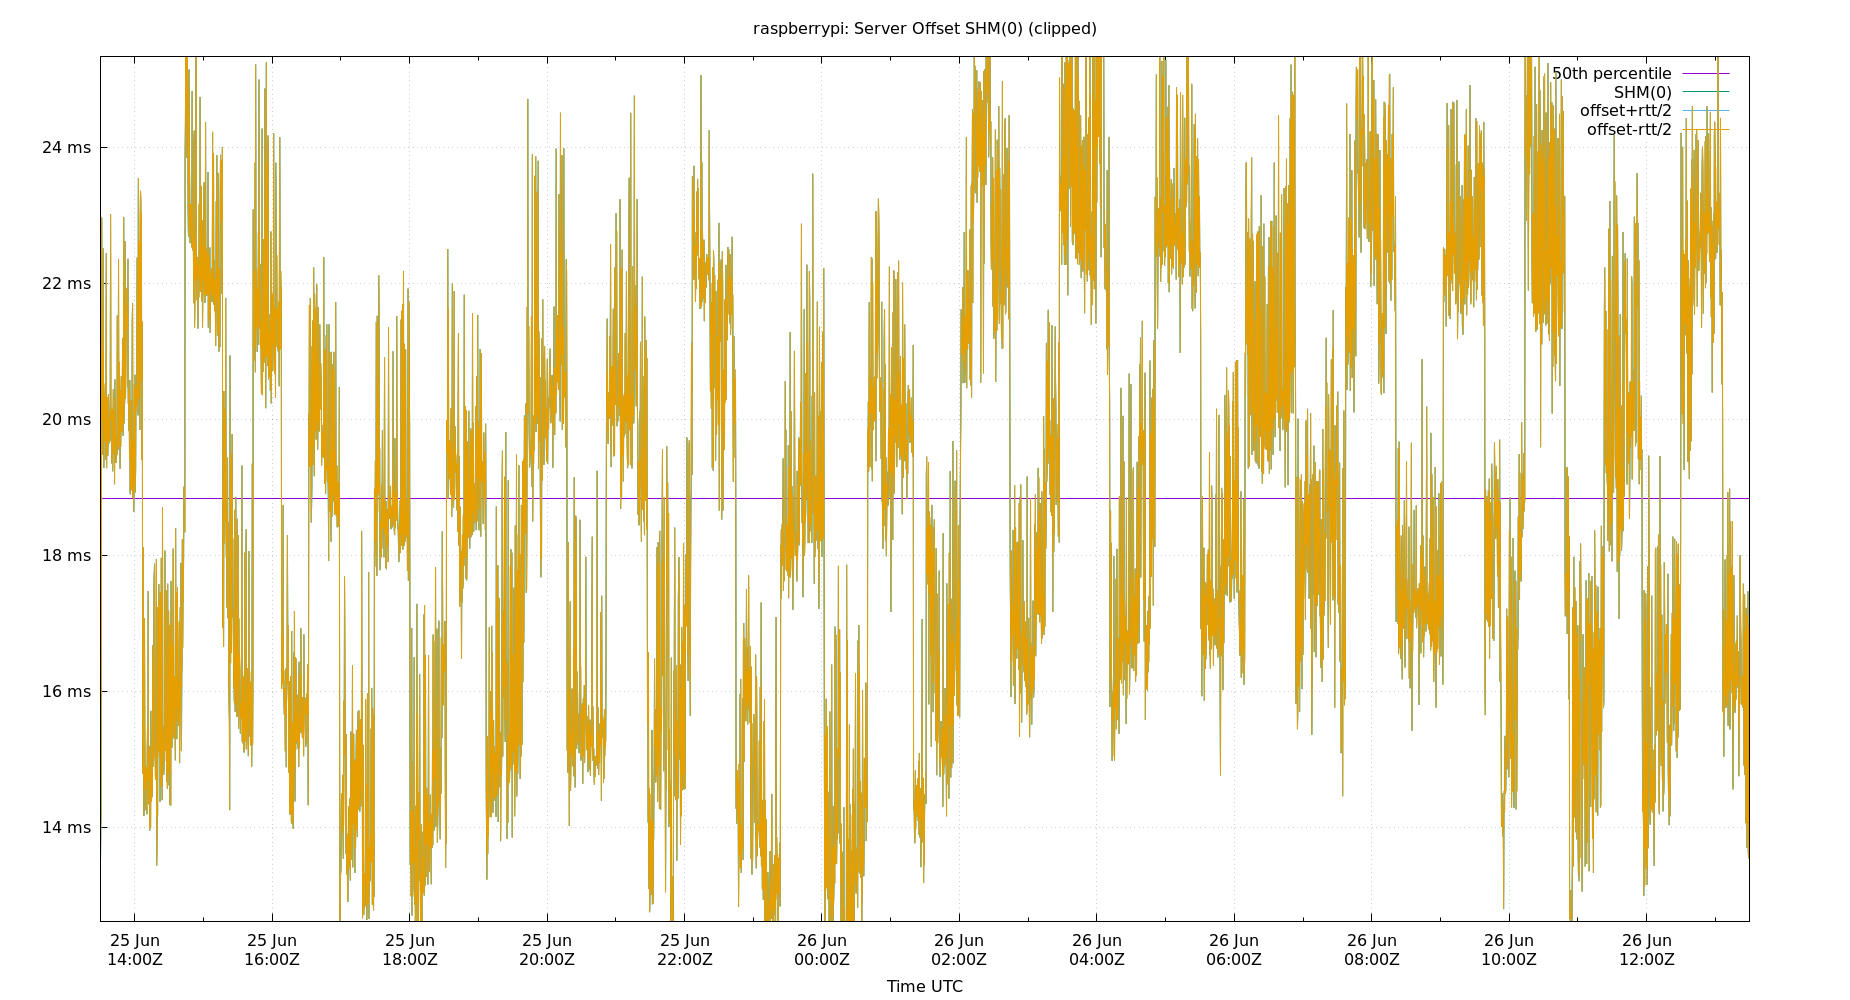 raspberrypi: Server Offset SHM(0) (clipped)
50th percentile
SHM(0)
offset+rtt/2
offset-rtt/2
24 ms
22 ms
20 ms
18 ms
16 ms
14 ms
25 Jun 25 Jun 25 Jun 25 Jun 25 Jun 26 Jun 26 Jun 26 Jun 26 Jun 26 Jun 26 Jun 26 Jun
14:00Z 16:00Z 18:00Z 20:00Z 22:00Z 00:00Z 02:00Z 04:00Z 06:00Z 08:00Z 10:00Z 12:00Z
Time UTC